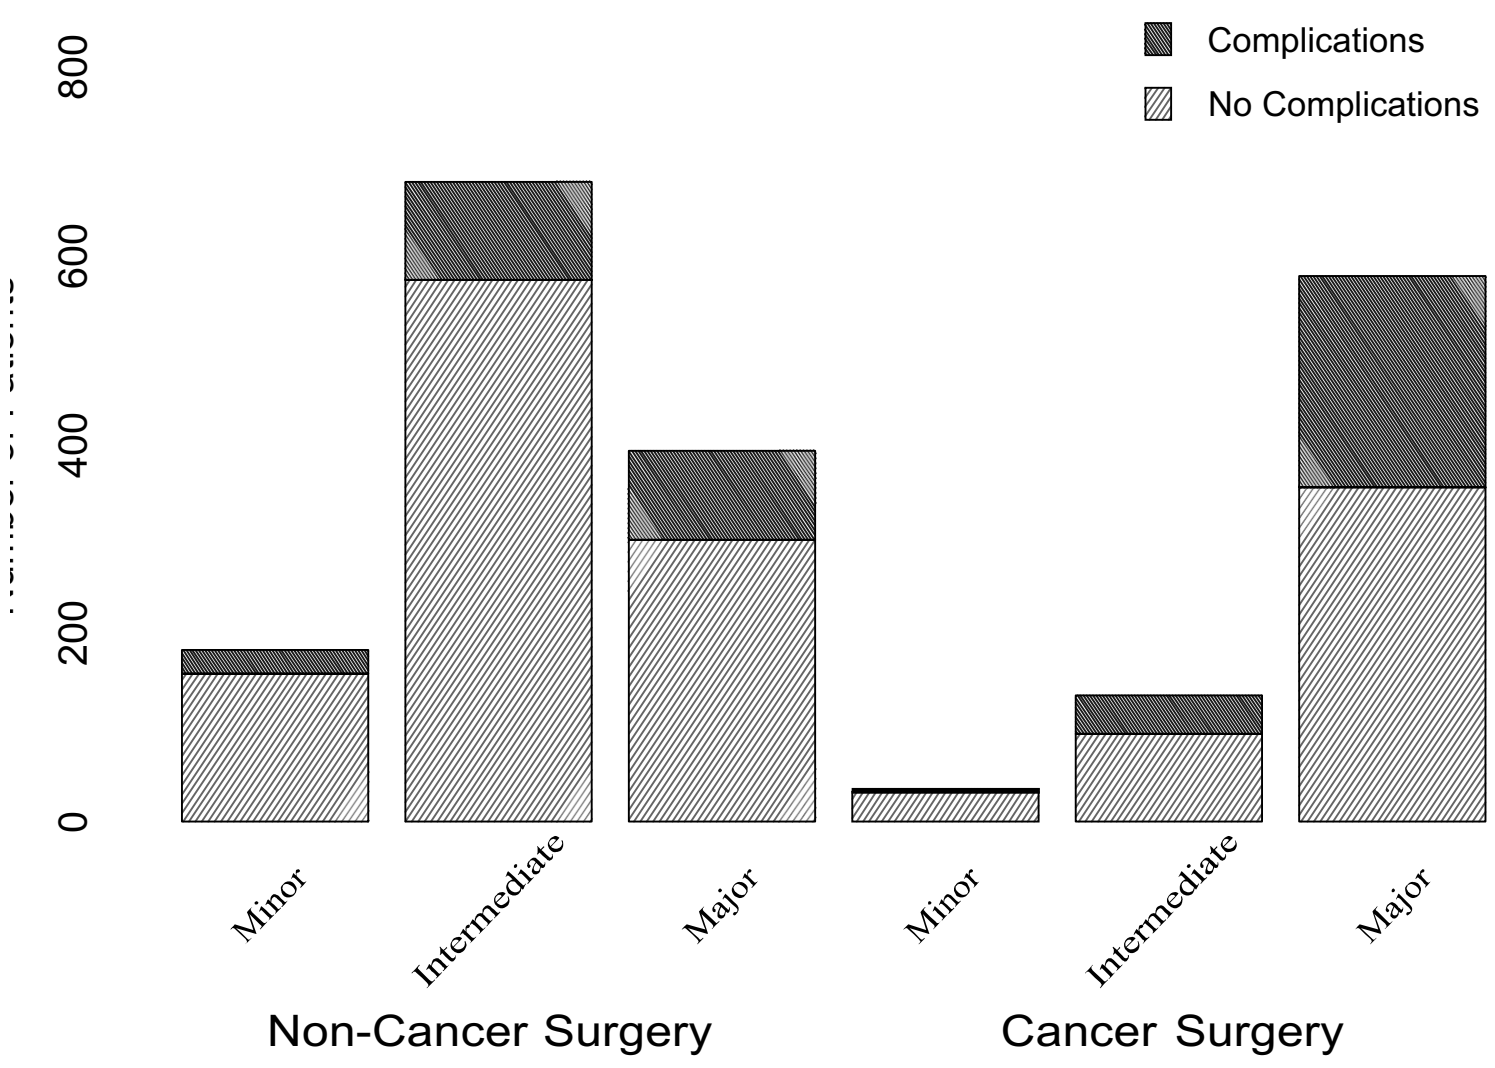 Complications
No Complications
800
600
400
200
0
Minor
Intermediate
Major
Minor
Intermediate
Major
Non-Cancer Surgery
Cancer Surgery